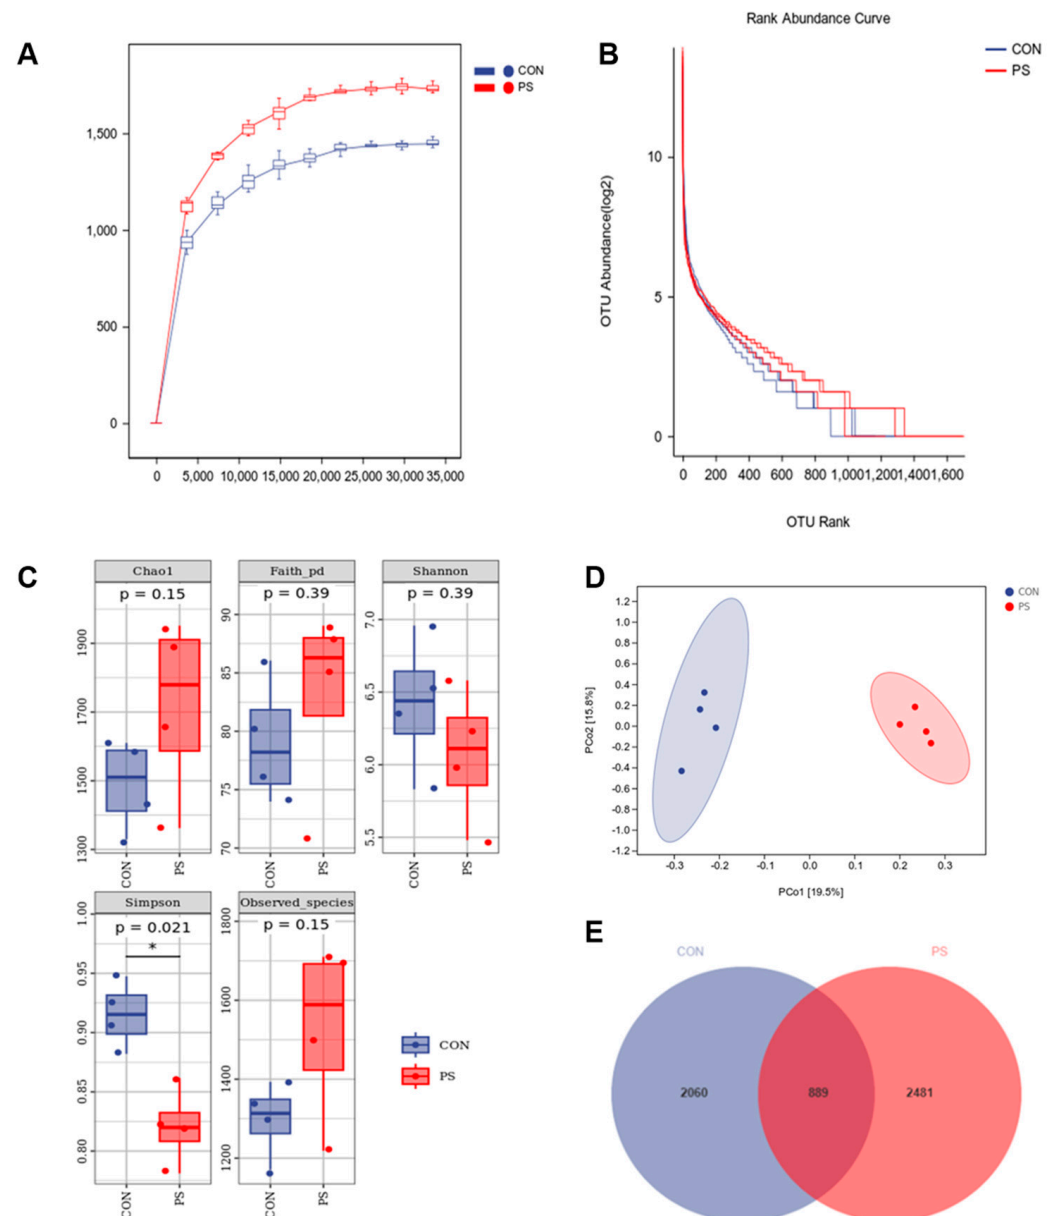 A
CON
PS
1,500
1,000
500
0
0 5,000 10,000 15,000 20,000 25,000 30,000 35,000
Rank Abundance Curve
B
CON
PS
OTU Abundance(log2)
10
5
0
0 200 400 600 800 1,000 1,200 1,400 1,600
OTU Rank
C
Chao1
p = 0.15
1900
1700
1500
1300
CON PS
Faith_pd
p = 0.39
90
85
80
75
70
CON PS
Shannon
p = 0.39
7.0
6.5
6.0
5.5
CON PS
Simpson
p = 0.021
*
1.00
0.95
0.90
0.85
0.80
CON PS
Observed_species
p = 0.15
1800
1600
1400
1200
CON PS
CON
PS
D
CON
PS
PCo2 [15.8%]
1.2
1.0
0.8
0.6
0.4
0.2
0.0
-0.2
-0.4
-0.6
-0.8
-1.0
-1.2
-0.3 -0.2 -0.1 0.0 0.1 0.2 0.3
PCo1 [19.5%]
E
CON PS
2060 889 2481